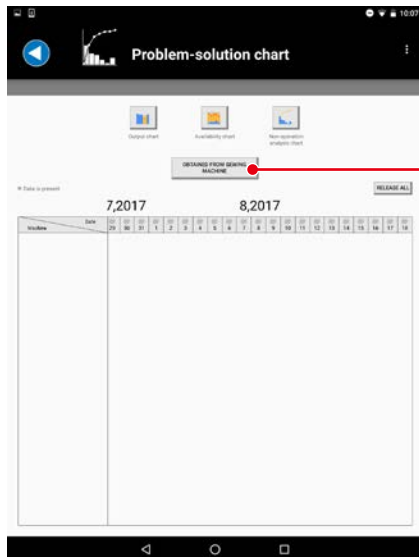 10:07
Problem-solution chart
Output chart
Availability chart
Non-operation
analysis chart
OBTAINED FROM SEWING
MACHINE
※ Data is present
RELEASE ALL
7,2017 8,2017
Date
Machine
29 30 31 1 2 3 4 5 6 7 8 9 10 11 12 13 14 15 16 17 18